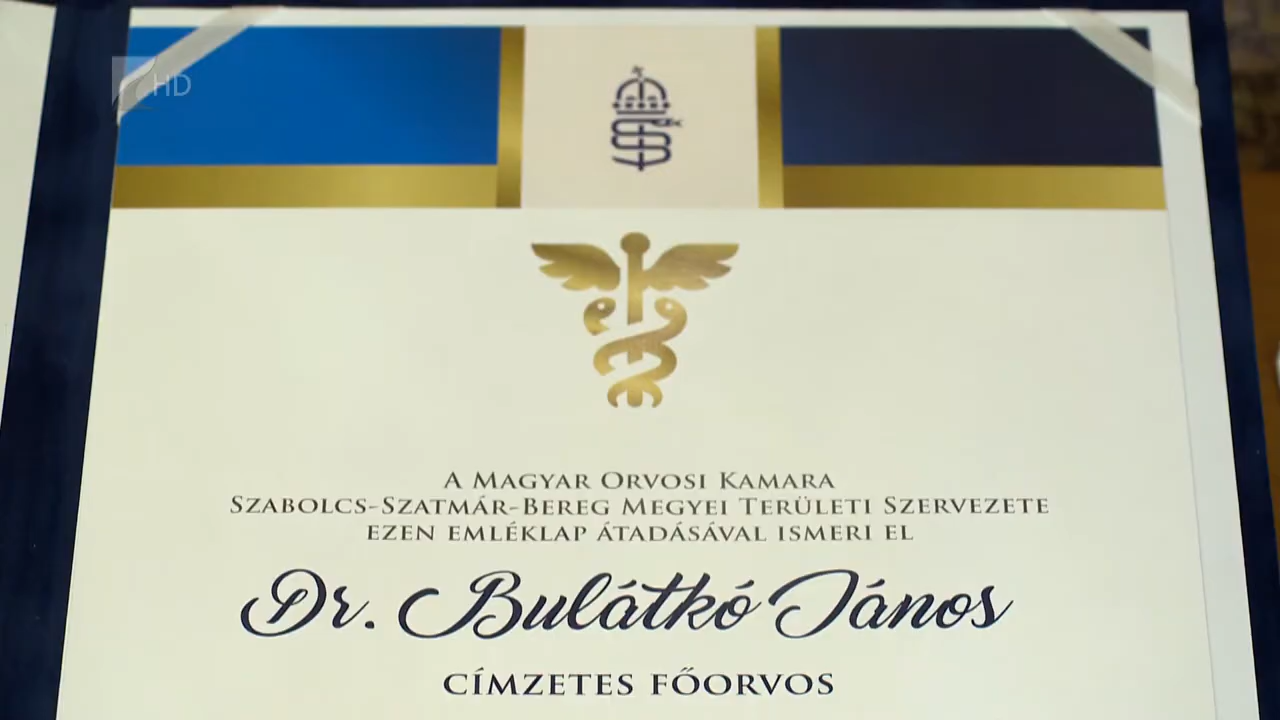 HD
A Magyar Orvosi Kamara
Szabolcs-Szatmár-Bereg Megyei Területi Szervezete
ezen emléklap átadásával ismeri el
Dr. Bulátkó János
címzetes főorvos